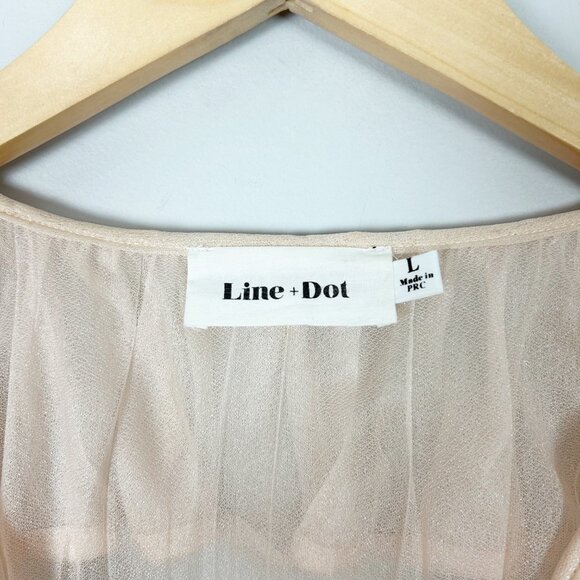 Line + Dot
L
Made in
PRC